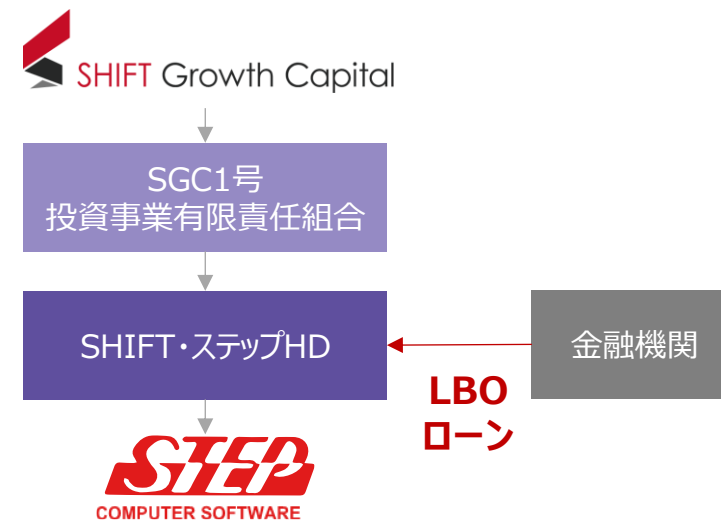 SHIFT Growth Capital
SGC1号
投資事業有限責任組合
SHIFT・ステップHD
金融機関
LBO
ローン
STEP
COMPUTER SOFTWARE